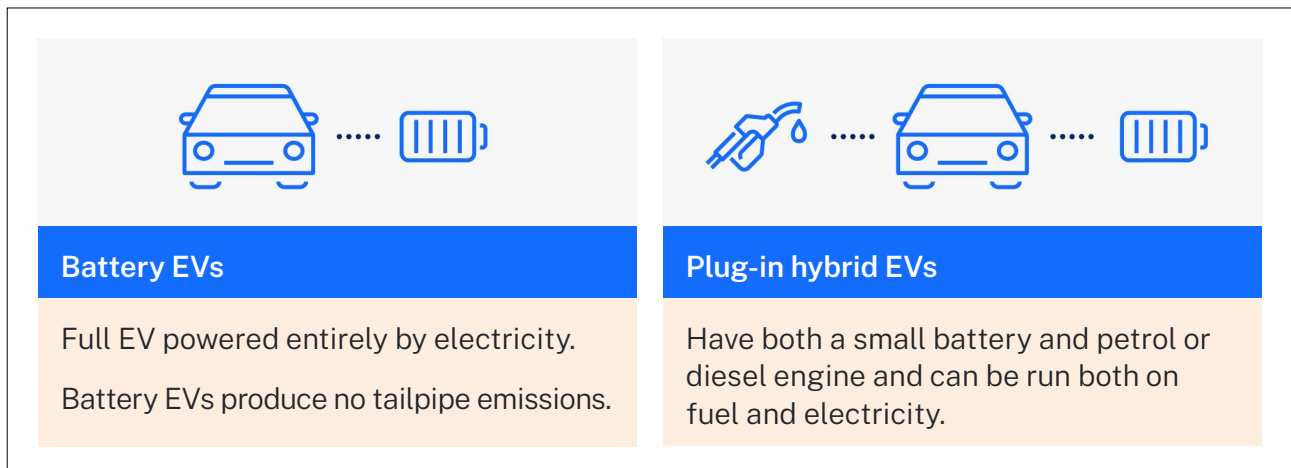 Battery EVs
Full EV powered entirely by electricity.
Battery EVs produce no tailpipe emissions.
Plug-in hybrid EVs
Have both a small battery and petrol or
diesel engine and can be run both on
fuel and electricity.